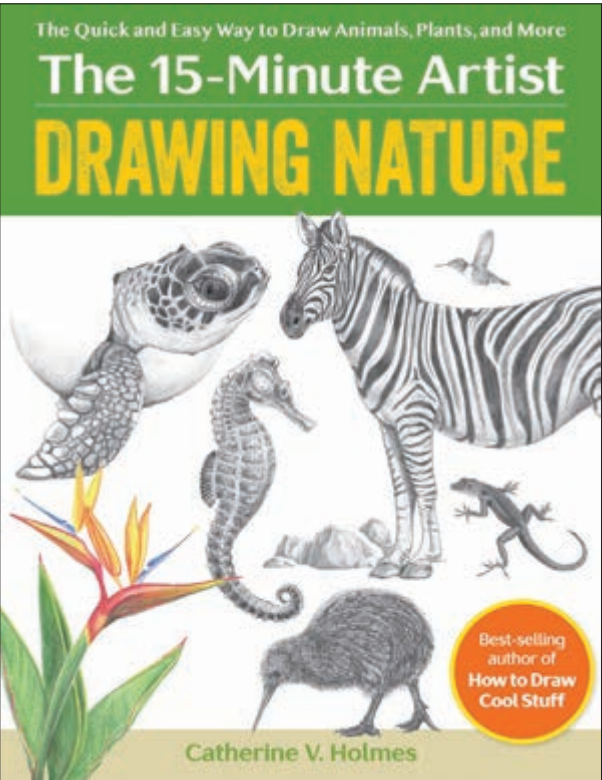 The Quick and Easy Way to Draw Animals, Plants, and More
The 15-Minute Artist
DRAWING NATURE
Best-selling
author of
How to Draw
Cool Stuff
Catherine V. Holmes